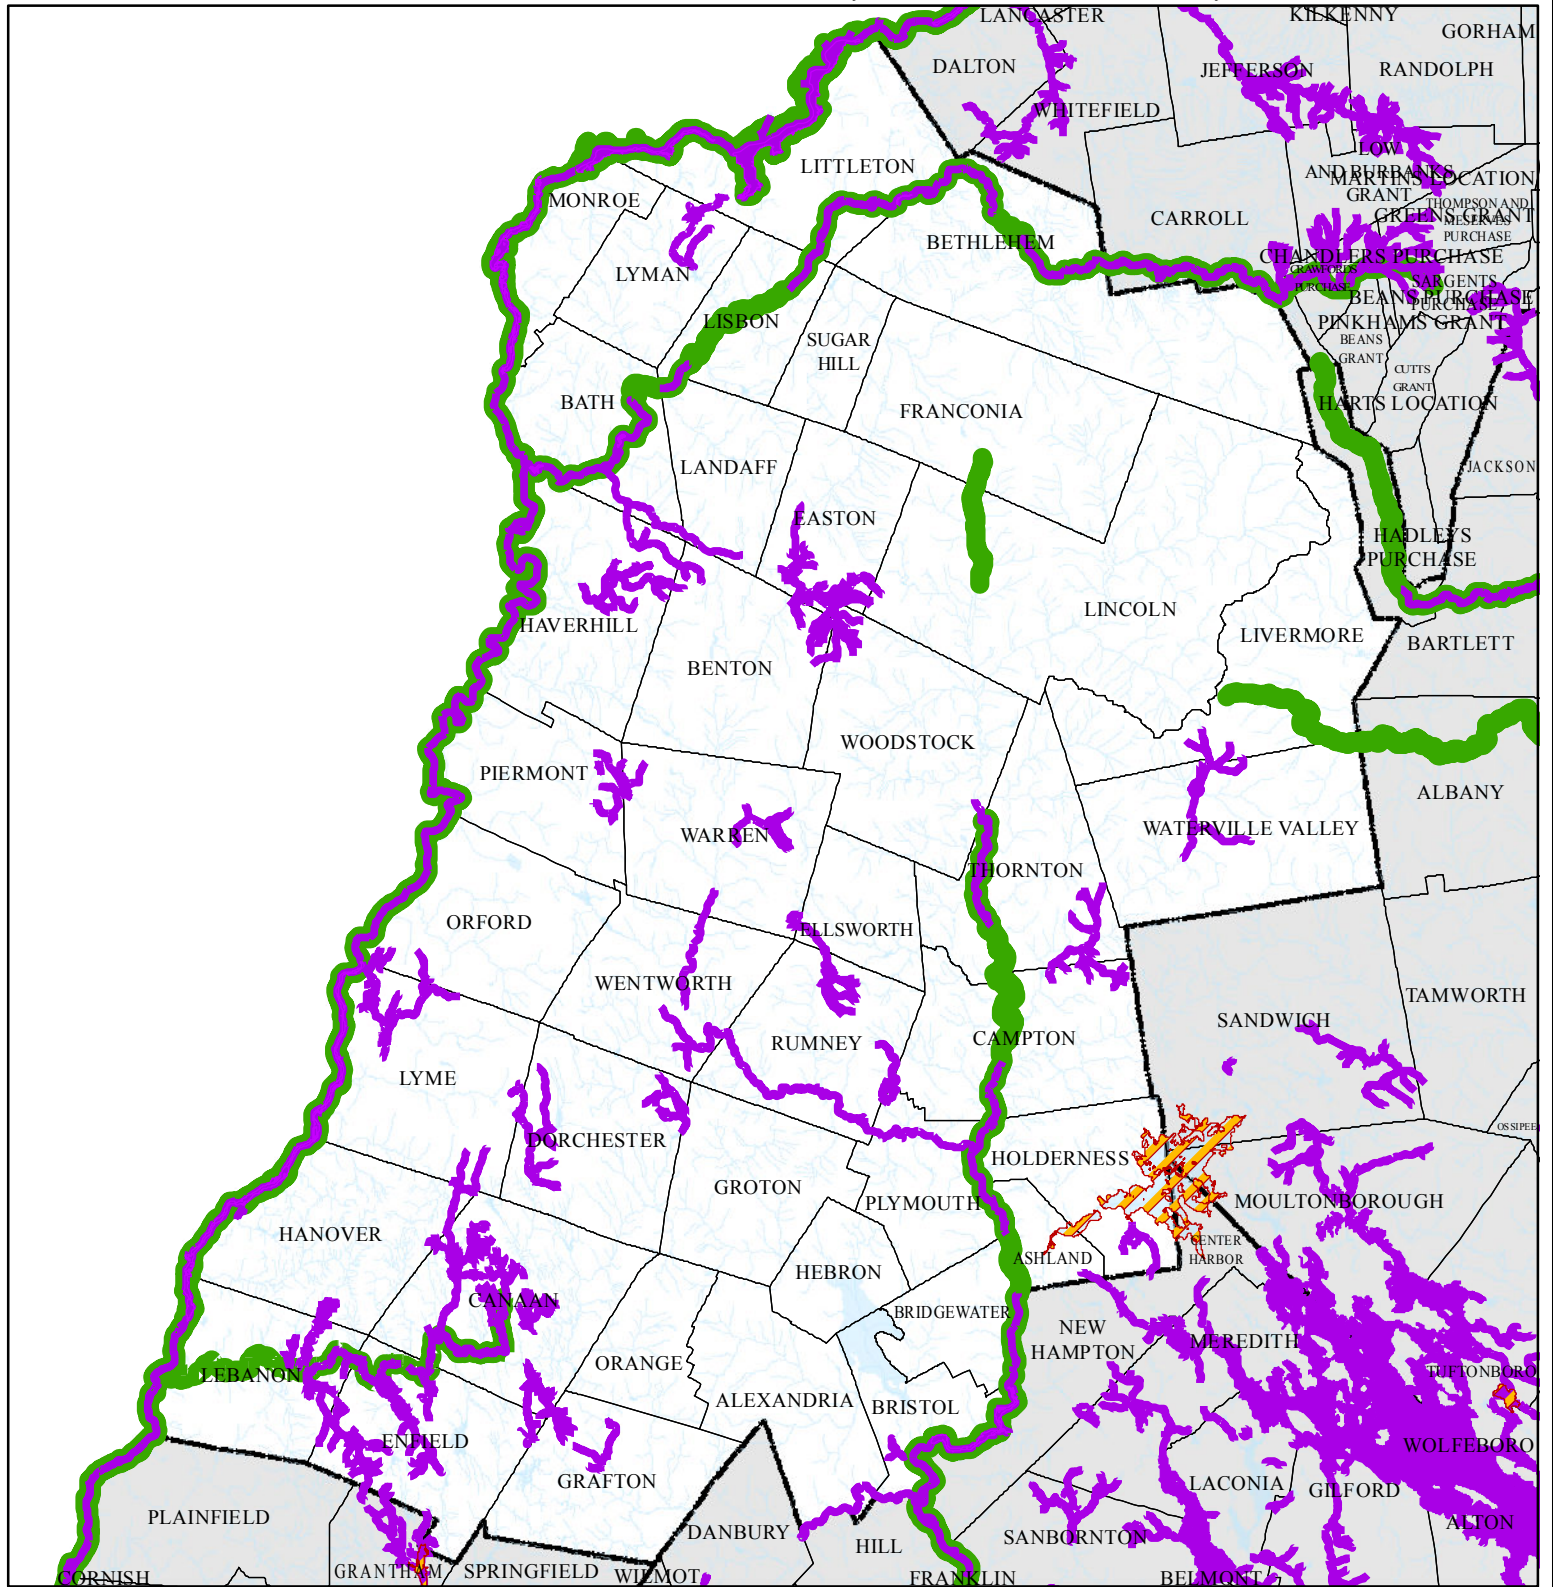 LANCASTER
KILKENNY
GORHAM
DALTON
JEFFERSON
RANDOLPH
WHITEFIELD
LITTLETON
LOW
AND BURBANKS
GRANT
MARTINS LOCATION
MONROE
THOMPSON AND
MESERVES
PURCHASE
GREENS GRANT
CARROLL
BETHLEHEM
CHANDLERS PURCHASE
CRAWFORDS
PURCHASE
LYMAN
SARGENTS
PURCHASE
BEANS PURCHASE
LISBON
PINKHAMS GRANT
SUGAR
HILL
BEANS
GRANT
CUTTS
GRANT
BATH
FRANCONIA
HARTS LOCATION
LANDAFF
JACKSON
EASTON
HADLEYS
PURCHASE
LINCOLN
HAVERHILL
LIVERMORE
BARTLETT
BENTON
WOODSTOCK
PIERMONT
ALBANY
WARREN
WATERVILLE VALLEY
THORNTON
ORFORD
ELLSWORTH
WENTWORTH
TAMWORTH
SANDWICH
RUMNEY
CAMPTON
LYME
OSSIPEE
DORCHESTER
HOLDERNESS
GROTON
PLYMOUTH
MOULTONBOROUGH
HANOVER
CENTER
HARBOR
ASHLAND
HEBRON
CANAAN
BRIDGEWATER
NEW
HAMPTON
MEREDITH
ORANGE
LEBANON
TUFTONBORO
ALEXANDRIA
BRISTOL
ENFIELD
WOLFEBORO
GRAFTON
LACONIA
GILFORD
PLAINFIELD
ALTON
DANBURY
SANBORNTON
HILL
GRANTHAM
SPRINGFIELD
WILMOT
CORNISH
FRANKLIN
BELMONT